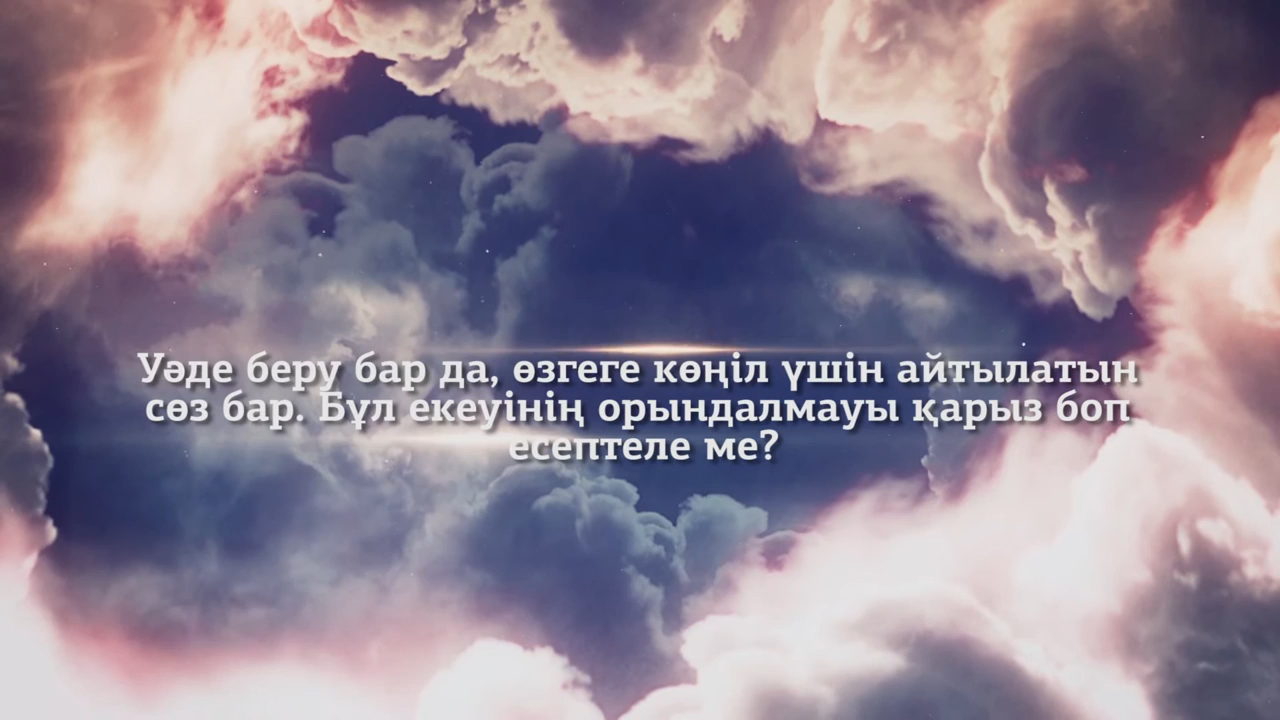 Уәде беру бар да, өзгеге көңіл үшін айтылатын
сөз бар. Бұл екеуінің орындалмауы қарыз боп
есептеле ме?